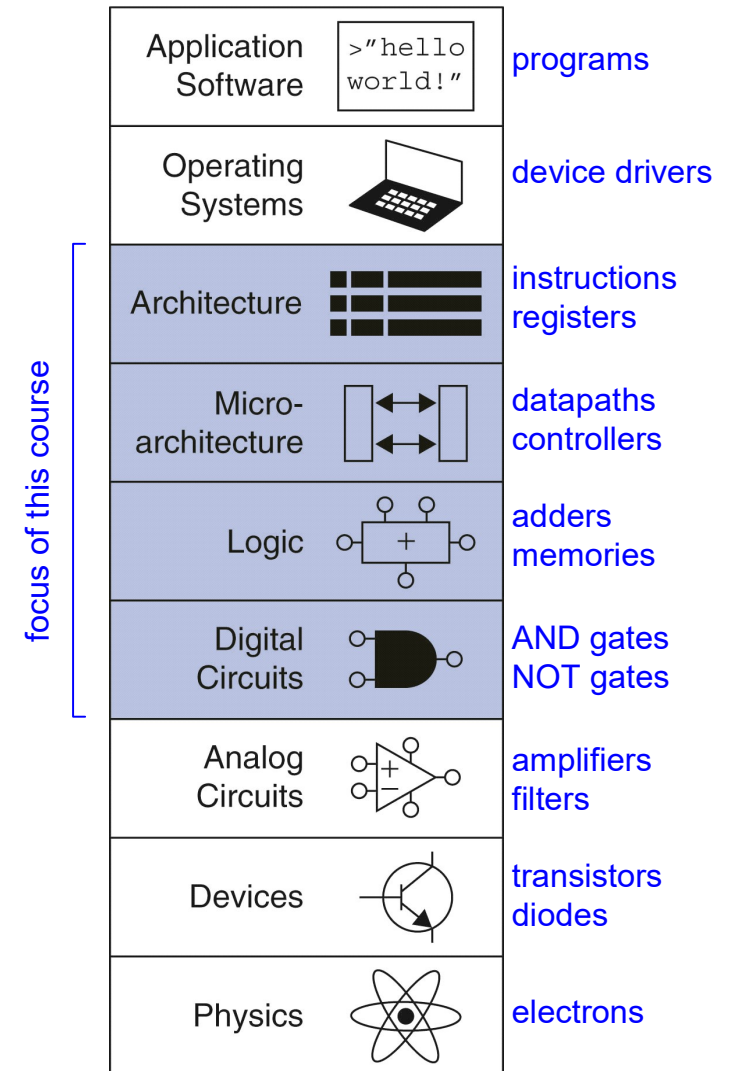 Application
Software
>"hello
world!"
programs
Operating
Systems
device drivers
focus of this course
Architecture
instructions
registers
Micro-
architecture
datapaths
controllers
Logic
+
adders
memories
Digital
Circuits
AND gates
NOT gates
Analog
Circuits
+
−
amplifiers
filters
Devices
transistors
diodes
Physics
electrons